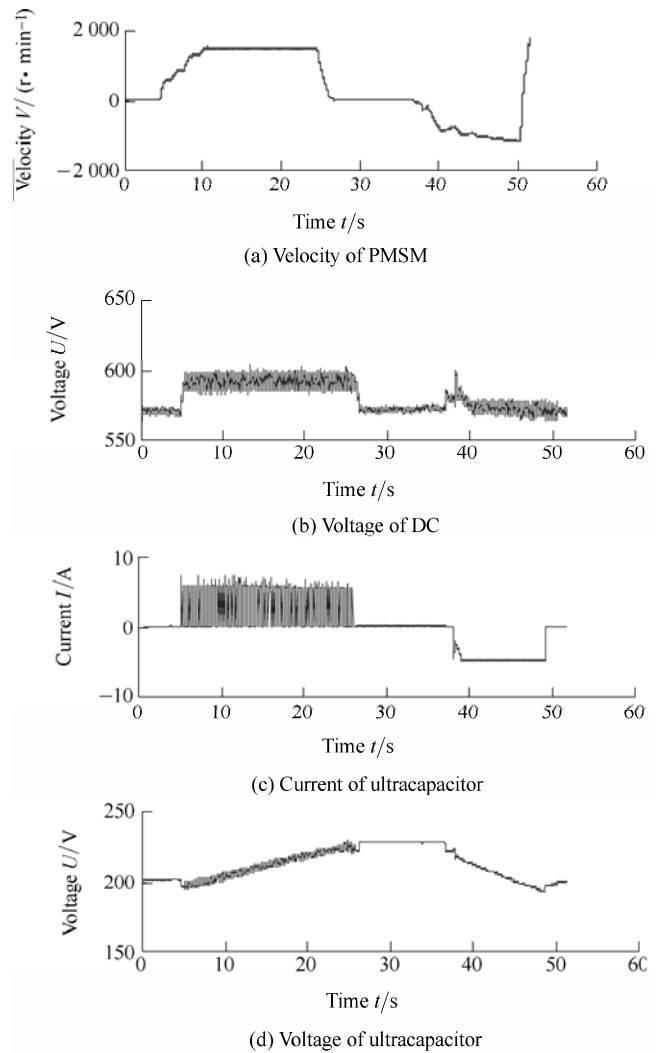 2 000
0
−2 000
Velocity V/ (r• min⁻¹)
0 10 20 30 40 50 60
Time t/s
(a) Velocity of PMSM
650
600
550
Voltage U/V
0 10 20 30 40 50 60
Time t/s
(b) Voltage of DC
10
0
−10
Current I/A
0 10 20 30 40 50 60
Time t/s
(c) Current of ultracapacitor
250
200
150
Voltage U/V
0 10 20 30 40 50 60
Time t/s
(d) Voltage of ultracapacitor